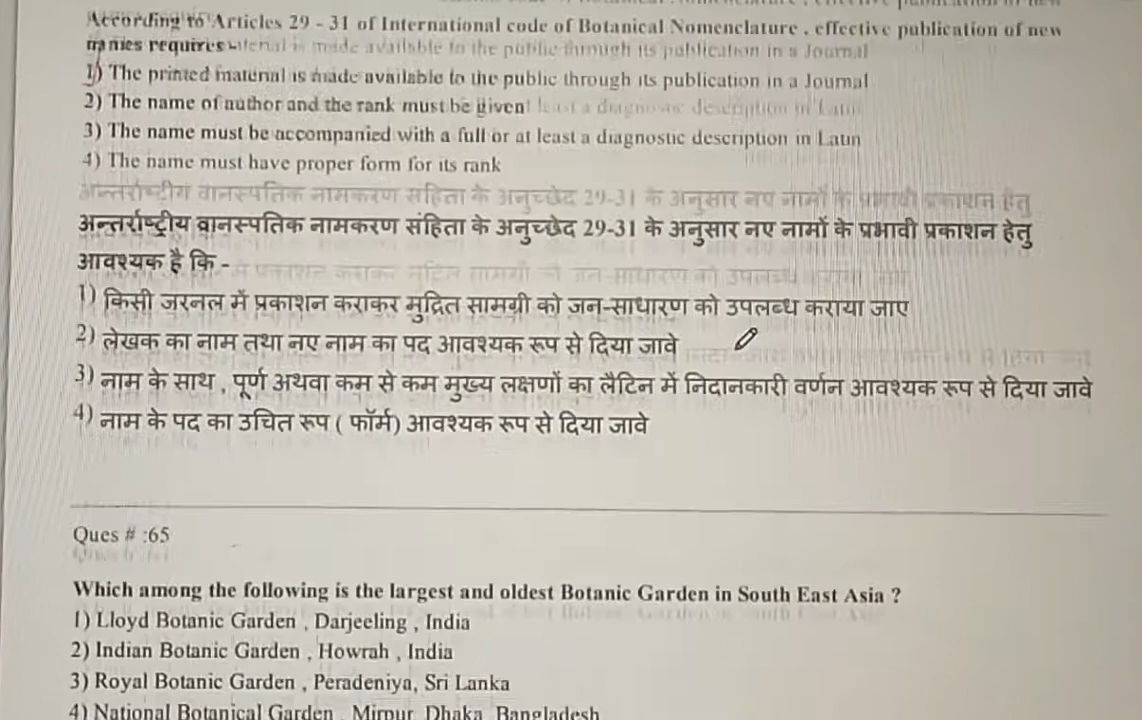 According to Articles 29 - 31 of International code of Botanical Nomenclature , effective publication of new
names requires
1) The printed material is made available to the public through its publication in a Journal
2) The name of author and the rank must be given
3) The name must be accompanied with a full or at least a diagnostic description in Latin
4) The name must have proper form for its rank
अन्तर्राष्ट्रीय वानस्पतिक नामकरण संहिता के अनुच्छेद 29-31 के अनुसार नए नामों के प्रभावी प्रकाशन हेतु
आवश्यक है कि -
1) किसी जरनल में प्रकाशन कराकर मुद्रित सामग्री को जन-साधारण को उपलब्ध कराया जाए
2) लेखक का नाम तथा नए नाम का पद आवश्यक रूप से दिया जावे
3) नाम के साथ , पूर्ण अथवा कम से कम मुख्य लक्षणों का लैटिन में निदानकारी वर्णन आवश्यक रूप से दिया जावे
4) नाम के पद का उचित रूप ( फॉर्म) आवश्यक रूप से दिया जावे
Ques # :65
Which among the following is the largest and oldest Botanic Garden in South East Asia ?
1) Lloyd Botanic Garden , Darjeeling , India
2) Indian Botanic Garden , Howrah , India
3) Royal Botanic Garden , Peradeniya, Sri Lanka
4) National Botanical Garden , Mirpur, Dhaka, Bangladesh